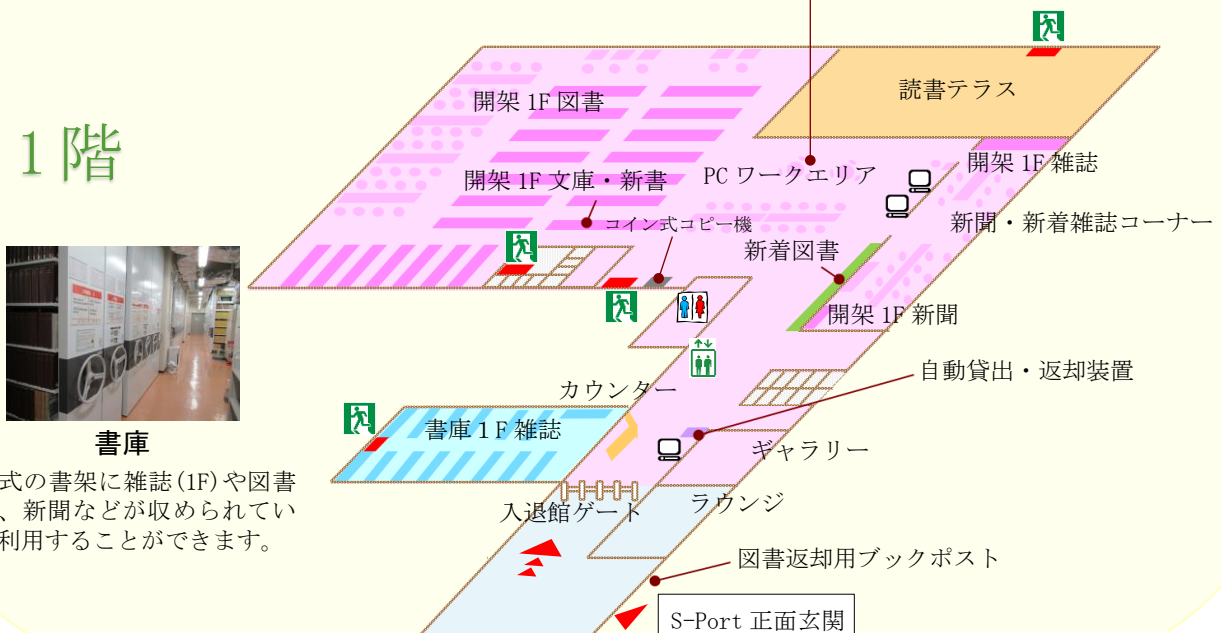 1階
読書テラス
開架 1F 図書
開架 1F 雑誌
開架 1F 文庫・新書
PC ワークエリア
コイン式コピー機
新聞・新着雑誌コーナー
新着図書
開架 1F 新聞
自動貸出・返却装置
カウンター
書庫1F 雑誌
ギャラリー
書庫
式の書架に雑誌(1F)や図書
、新聞などが収められてい
利用することができます。
入退館ゲート
ラウンジ
図書返却用ブックポスト
S-Port 正面玄関